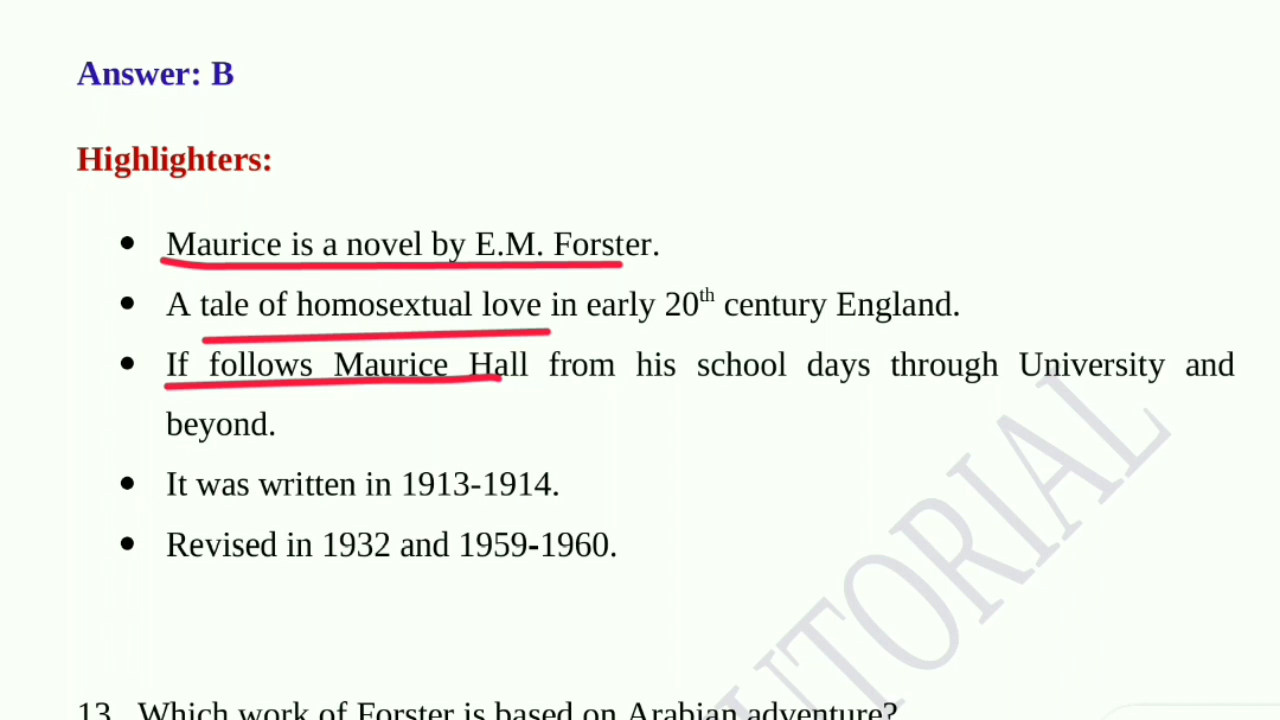 Answer: B
Highlighters:
• Maurice is a novel by E.M. Forster.
• A tale of homosextual love in early 20th century England.
• If follows Maurice Hall from his school days through University and
beyond.
• It was written in 1913-1914.
• Revised in 1932 and 1959-1960.
UTORIAL
13. Which work of Forster is based on Arabian adventure?